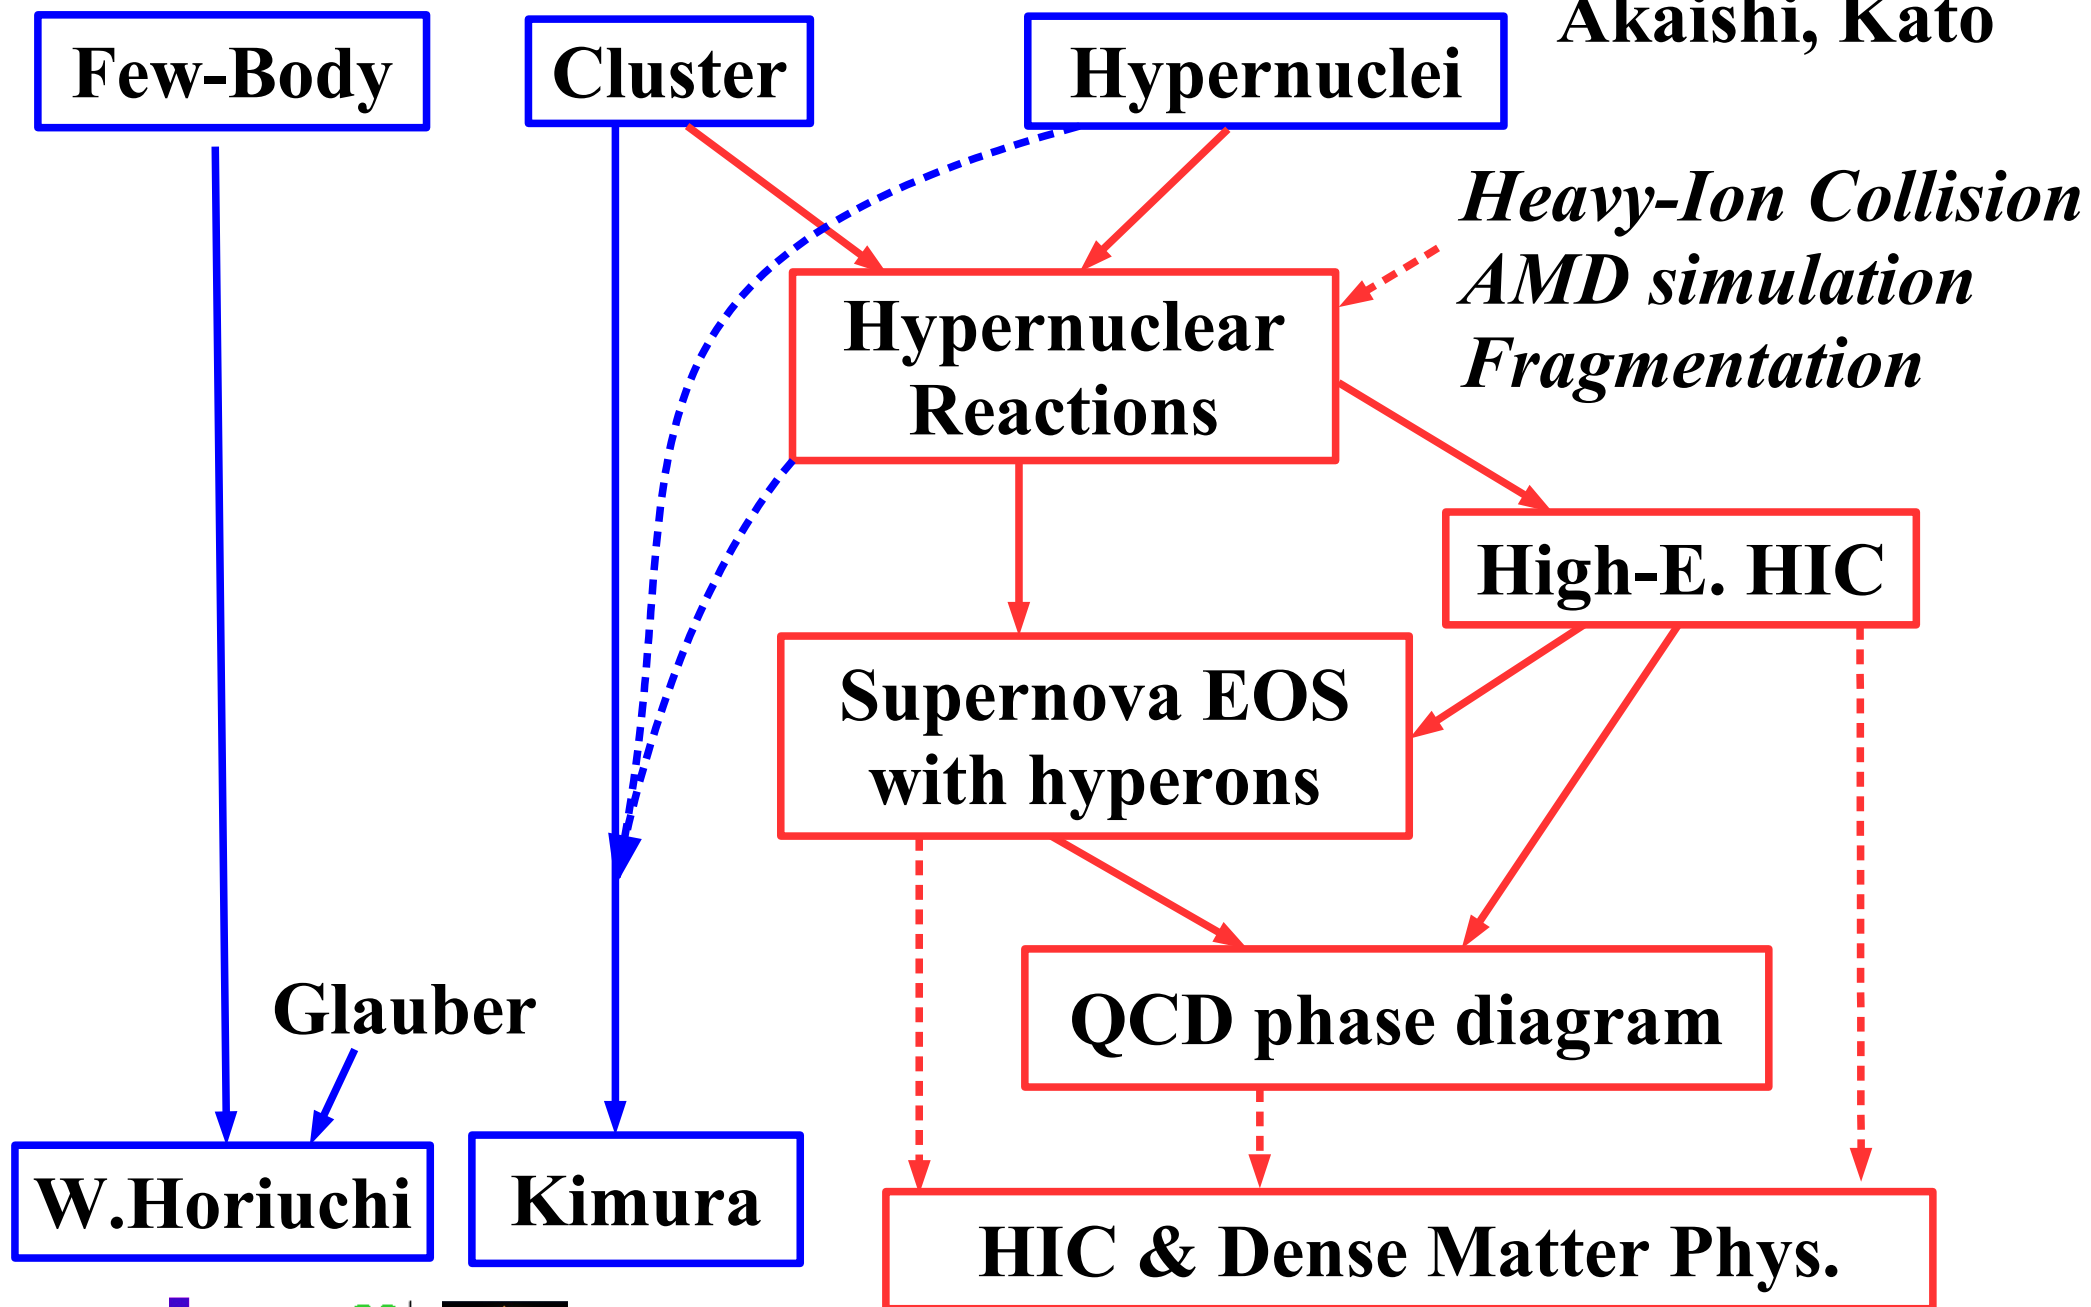 Akaishi, Kato
Few-Body
Cluster
Hypernuclei
Heavy-Ion Collision
AMD simulation
Fragmentation
Hypernuclear
Reactions
High-E. HIC
Supernova EOS
with hyperons
Glauber
QCD phase diagram
W.Horiuchi
Kimura
HIC & Dense Matter Phys.